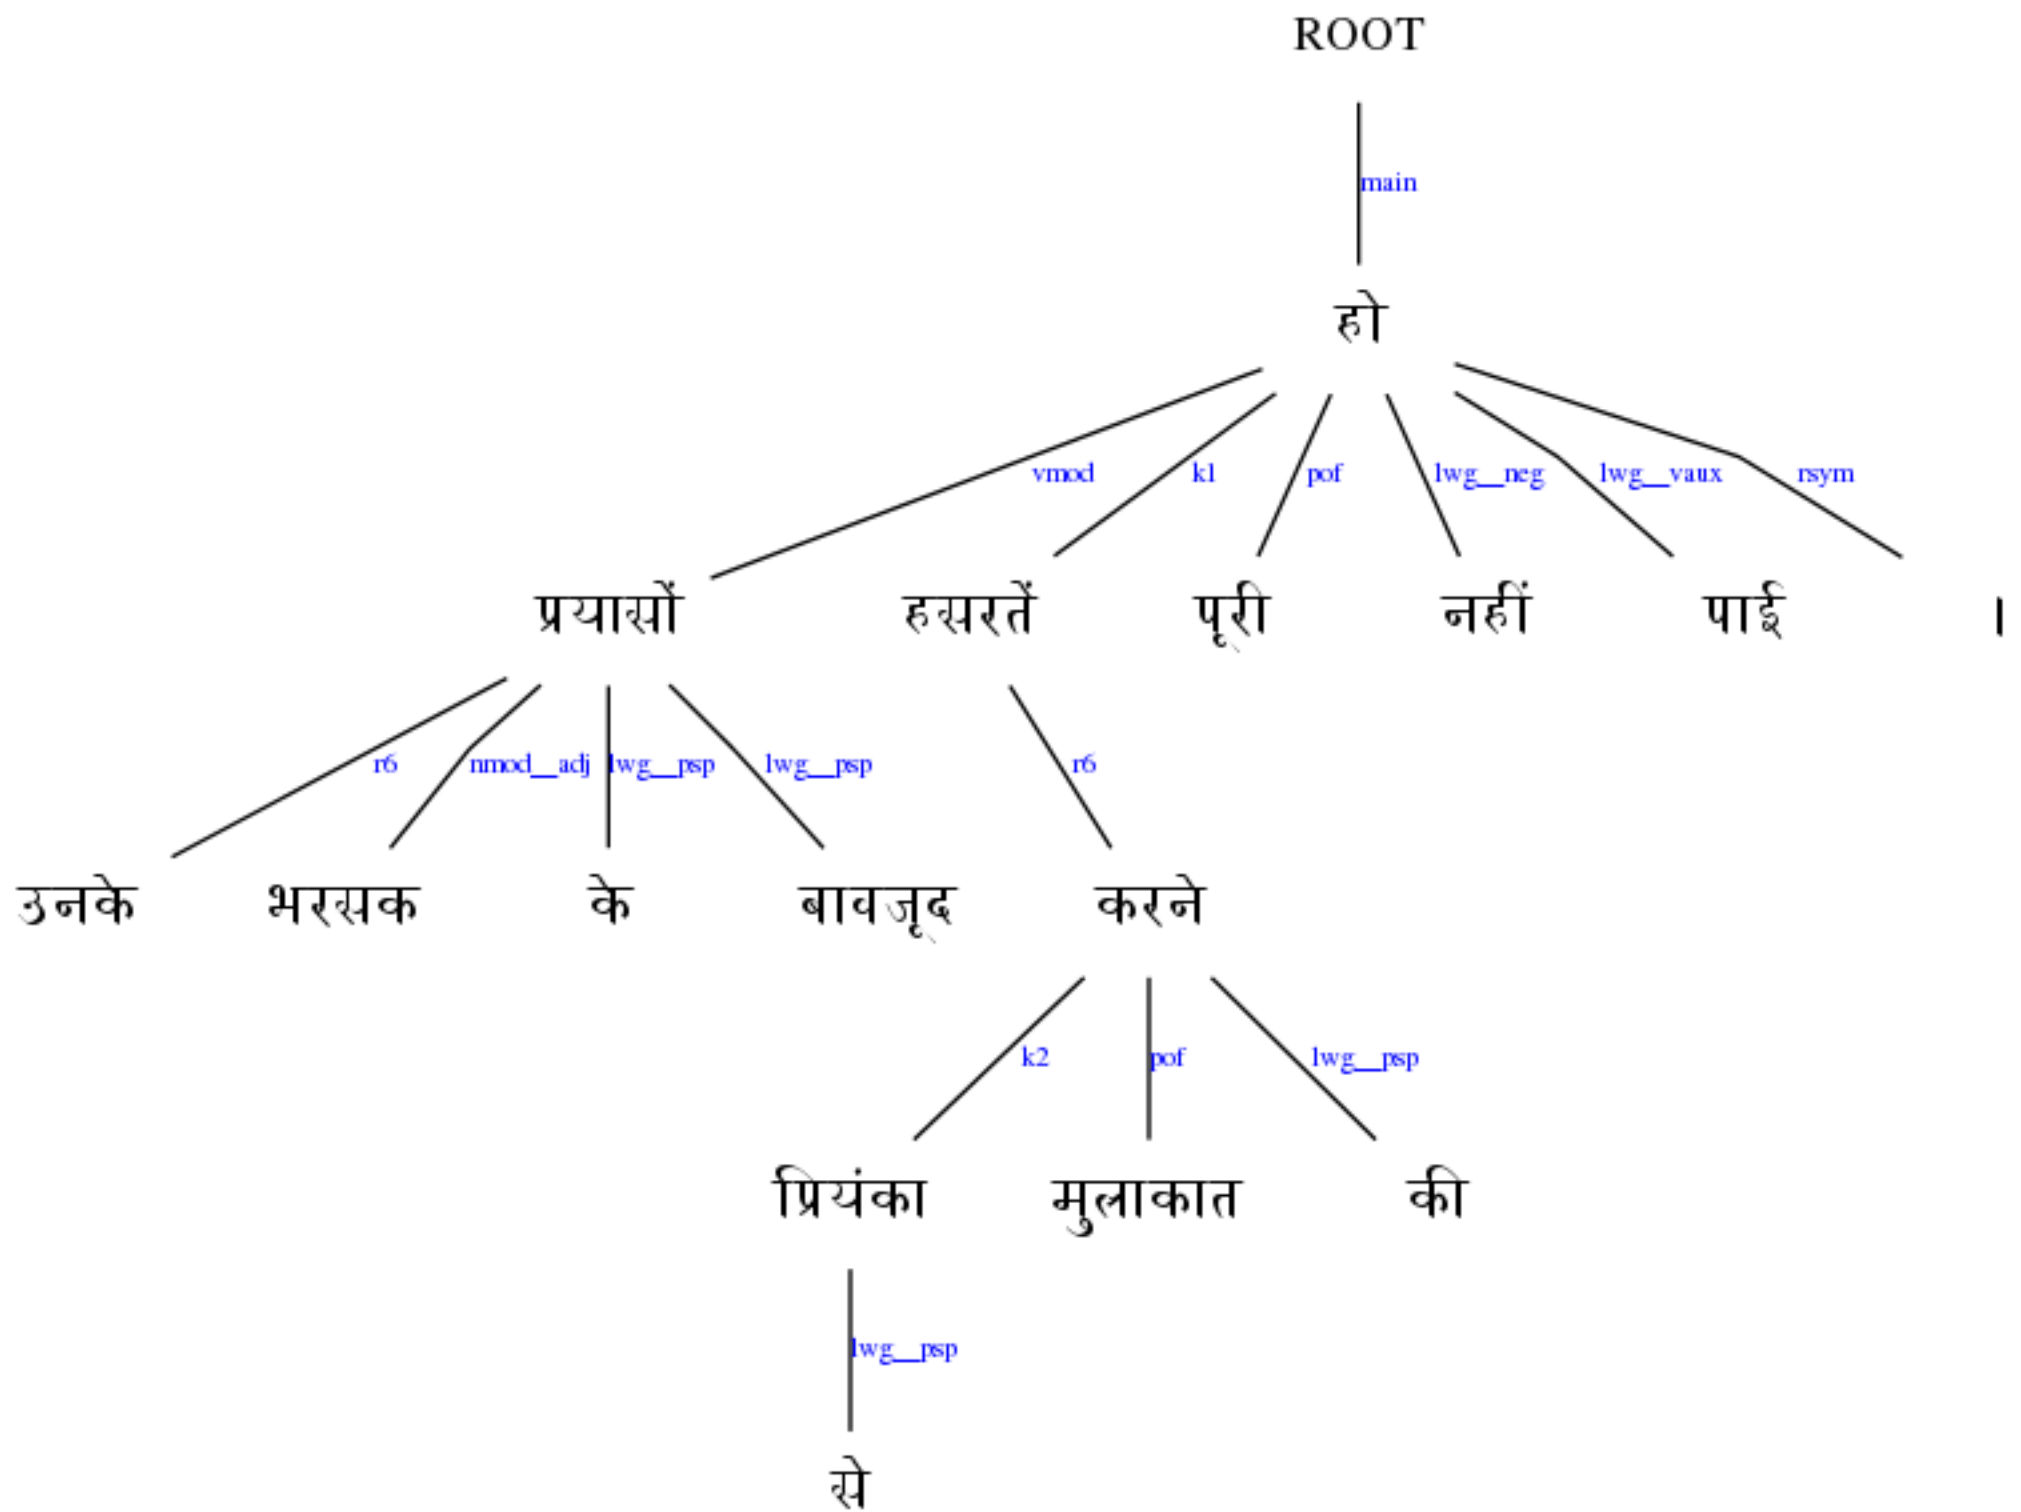 ROOT
main
हो
vmod k1 pof lwg__neg lwg__vaux rsym
प्रयासों हसरतें पूरी नहीं पाई ।
r6 nmod__adj lwg__psp lwg__psp r6
उनके भरसक के बावजूद करने
k2 pof lwg__psp
प्रियंका मुलाकात की
lwg__psp
से